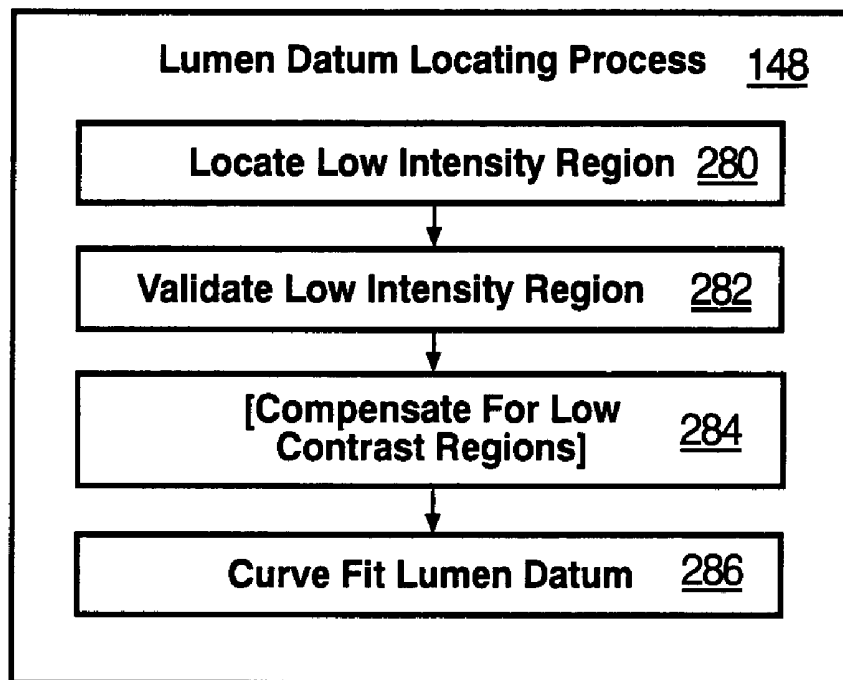 Lumen Datum Locating Process 148
Locate Low Intensity Region 280
Validate Low Intensity Region 282
[Compensate For Low
Contrast Regions] 284
Curve Fit Lumen Datum 286